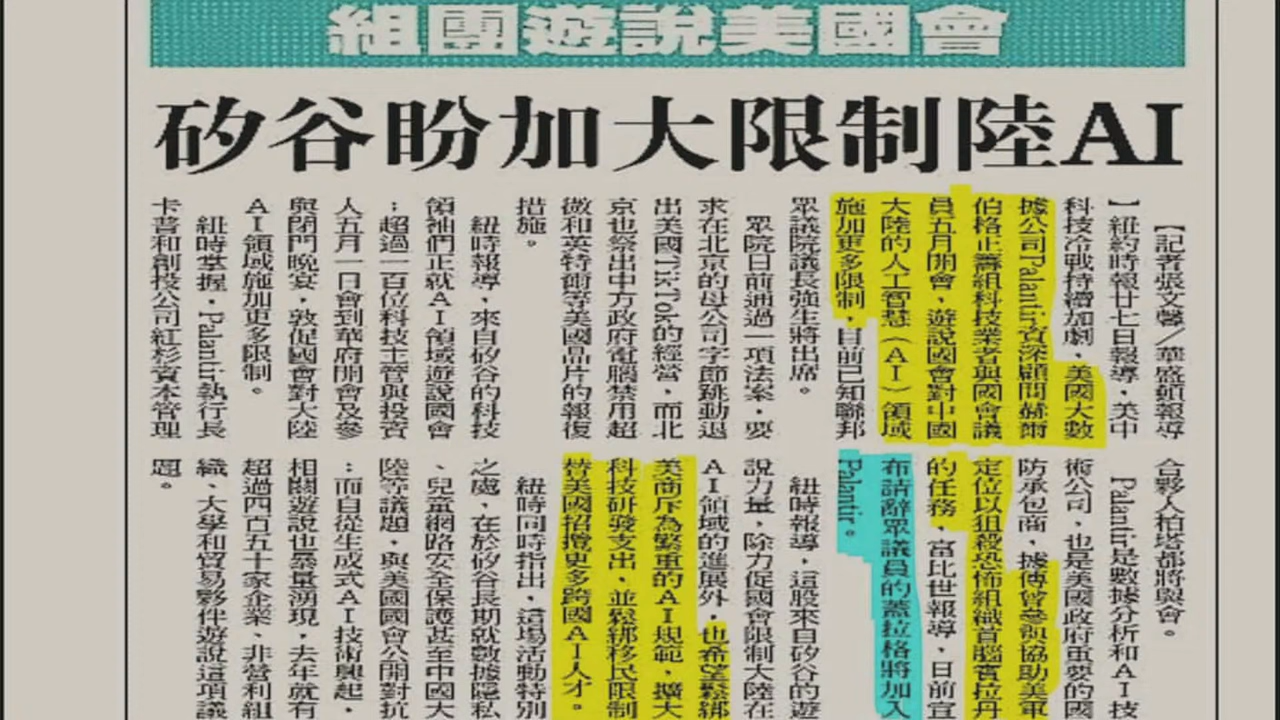 組團遊說美國會
矽谷盼加大限制陸AI
【記者張文馨／華盛頓報導
】紐約時報廿七日報導，美中
科技冷戰持續加劇，美國大數
據公司Palantir資深顧問赫爾
伯格正籌組科技業者與國會議
員五月開會，遊說國會對中國
大陸的人工智慧（AI）領域
施加更多限制，目前已知聯邦
眾議院議長強生將出席。
眾院日前通過一項法案，要
求在北京的母公司字節跳動退
出美國TikTok的經營，而北
京也祭出中方政府電腦禁用超
微和英特爾等美國晶片的報復
措施。
紐時報導，來自矽谷的科技
領袖們正就AI領域遊說國會
：超過一百位科技主管與投資
人五月一日會到華府開會及參
與閉門晚宴，敦促國會對大陸
AI領域施加更多限制。
紐時掌握，Palantir執行長
卡普和創投公司紅杉資本管理
合夥人柏塔都將與會。
Palantir是數據分析和AI技
術公司，也是美國政府重要的國
防承包商，據傳曾參與協助美軍
定位以狙殺恐怖組織首腦賓拉丹
的任務，富比世報導，日前宣
布請辭眾議員的蓋拉格將加入
Palantir。
紐時報導，這股來自矽谷的遊
說力量，除力促國會限制大陸在
AI領域的進展外，也希望鬆綁
美商斥為繁重的AI規範，擴大
科技研發支出，並鬆綁移民限制
替美國招攬更多跨國AI人才。
紐時同時指出，這場活動特別
之處，在於矽谷長期就數據隱私
、兒童網路安全保護甚至中國大
陸等議題，與美國國會公開對抗
：而自從生成式AI技術興起，
相關遊說也暴量湧現，去年就有
超過四百五十家企業、非營利組
織、大學和貿易夥伴遊說這項議
題。